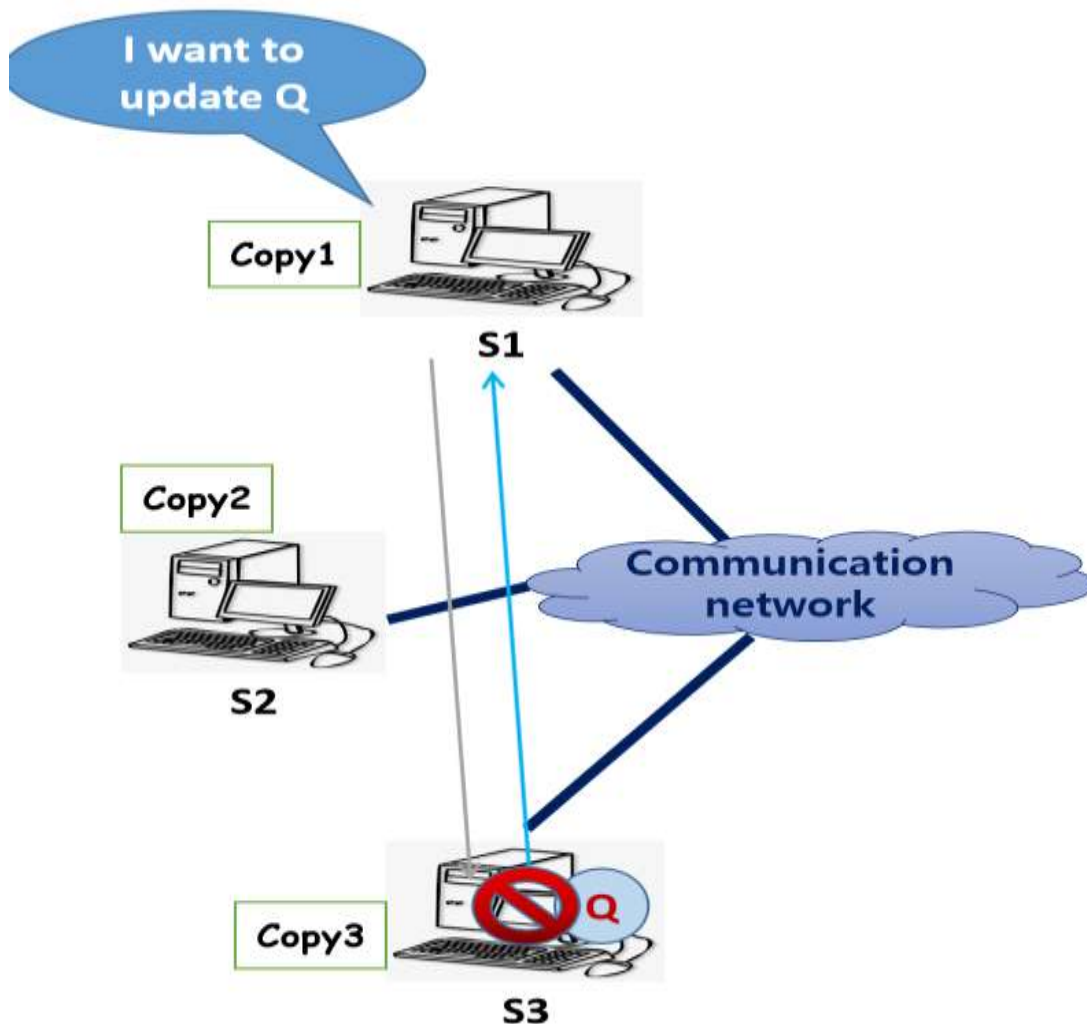 I want to
update Q
Copy1
S1
Copy2
Communication
network
S2
Q
Copy3
S3